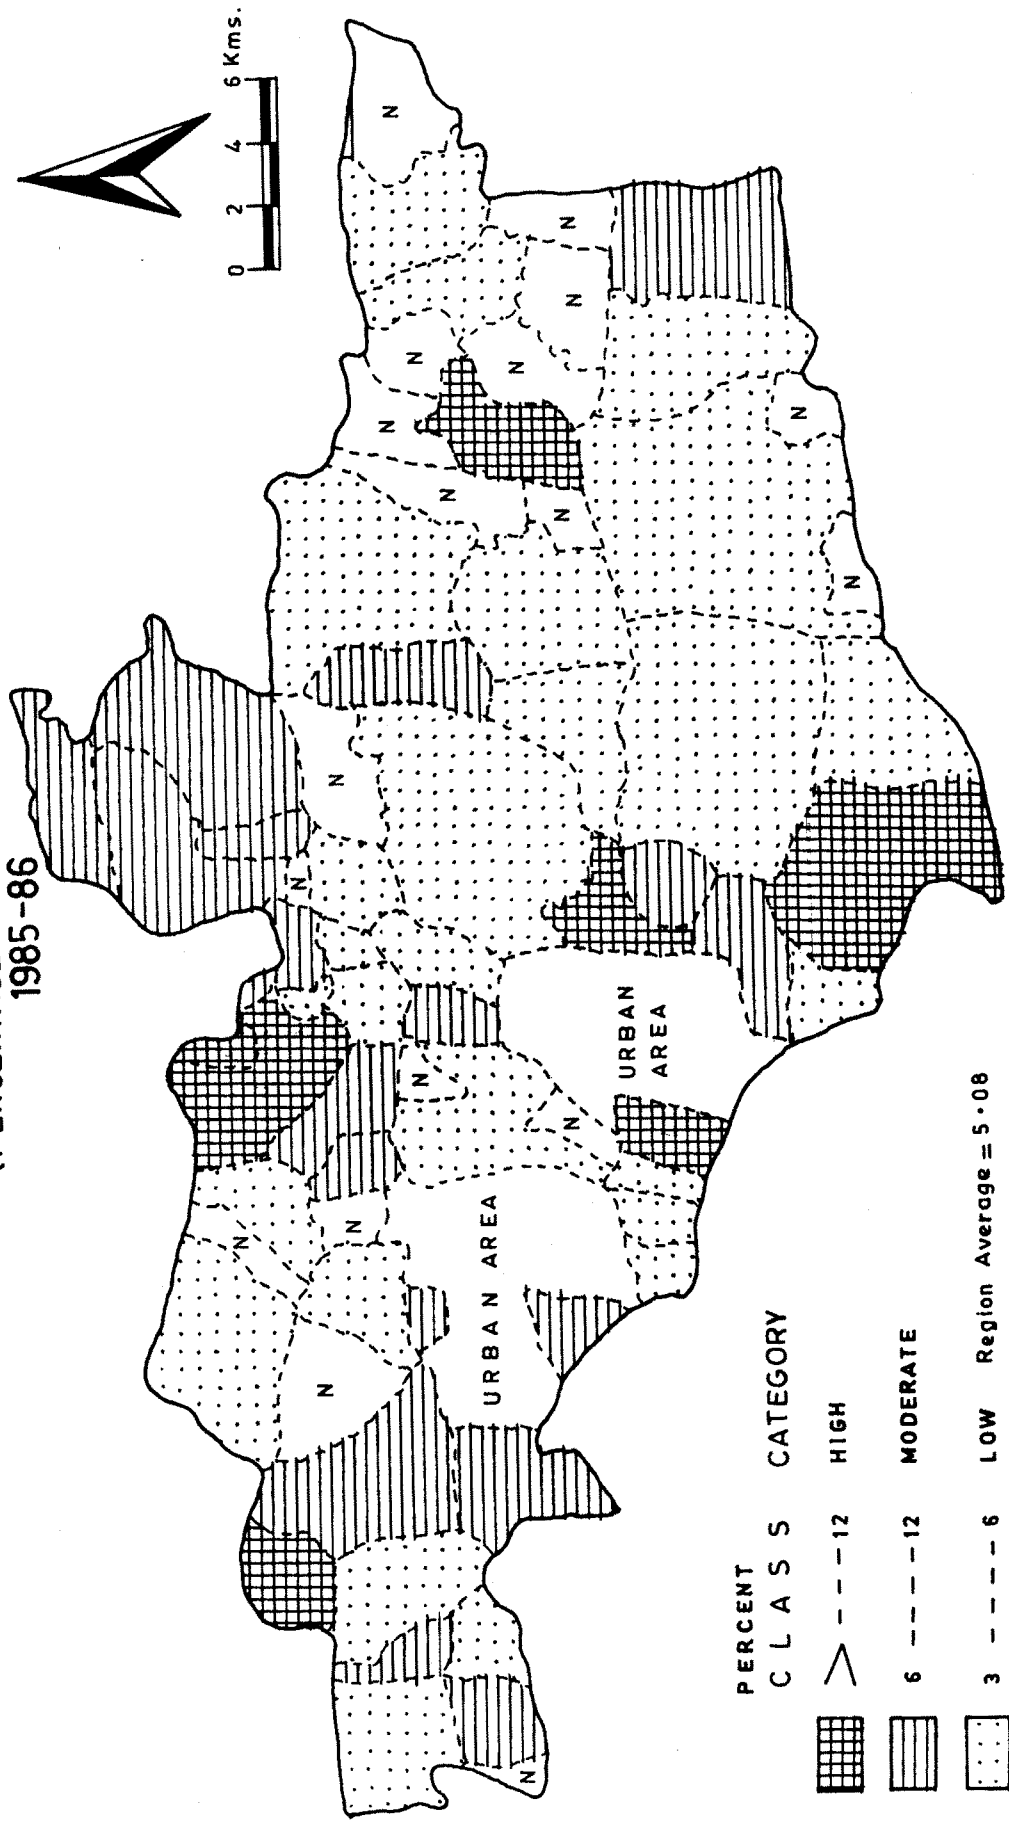 1985-86
0 2 4 6 Kms.
N
N
N
N
N
N
N
N
N
N
URBAN AREA
N
N
N
N
N
N
URBAN
AREA
N
N
PERCENT
CLASS CATEGORY
> --- 12 HIGH
6 ---- 12 MODERATE
3 ---- 6 LOW Region Average = 5·08